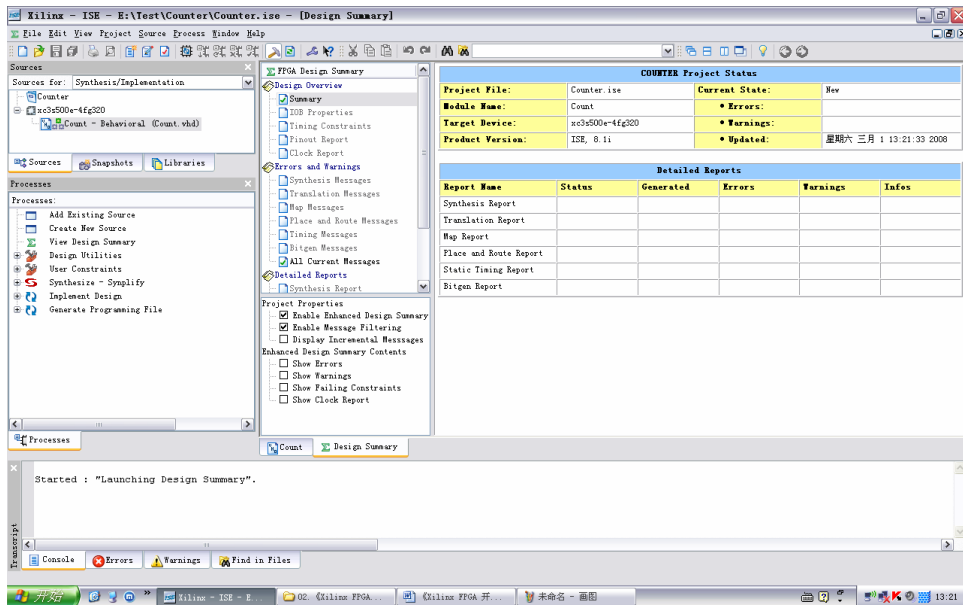 Xilinx - ISE - E:\Test\Counter\Counter.ise - [Design Summary]
File Edit View Project Source Process Window Help
Sources
Sources for: Synthesis/Implementation
Counter
xc3s500e-4fg320
Count - Behavioral (Count.vhd)
Sources Snapshots Libraries
Processes
Processes:
Add Existing Source
Create New Source
View Design Summary
Design Utilities
User Constraints
Synthesize - Synplify
Implement Design
Generate Programming File
Processes
FPGA Design Summary
Design Overview
Summary
IOB Properties
Timing Constraints
Pinout Report
Clock Report
Errors and Warnings
Synthesis Messages
Translation Messages
Map Messages
Place and Route Messages
Timing Messages
Bitgen Messages
All Current Messages
Detailed Reports
Synthesis Report
Project Properties
Enable Enhanced Design Summary
Enable Message Filtering
Display Incremental Messsages
Enhanced Design Summary Contents
Show Errors
Show Warnings
Show Failing Constraints
Show Clock Report
Count Design Summary
COUNTER Project Status
Project File: Counter.ise Current State: New
Module Name: Count • Errors:
Target Device: xc3s500e-4fg320 • Warnings:
Product Version: ISE, 8.1i • Updated: 星期六 三月 1 13:21:33 2008
Detailed Reports
Report Name Status Generated Errors Warnings Infos
Synthesis Report
Translation Report
Map Report
Place and Route Report
Static Timing Report
Bitgen Report
Started : "Launching Design Summary".
Transcript
Console Errors Warnings Find in Files
开始 Xilinx - ISE - E... 02. 《Xilinx FPGA... 《Xilinx FPGA 开... 未命名 - 画图 13:21